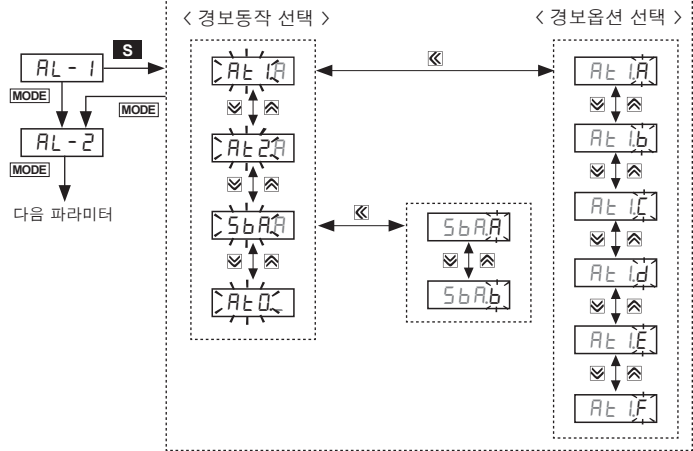 < 경보동작 선택 >
< 경보옵션 선택 >
S
AL-1
MODE
MODE
AL-2
MODE
다음 파라미터
At1.A
At2.A
SbA.A
At0._
SbA.A
SbA.b
At1.A
At1.b
At1.C
At1.d
At1.E
At1.F